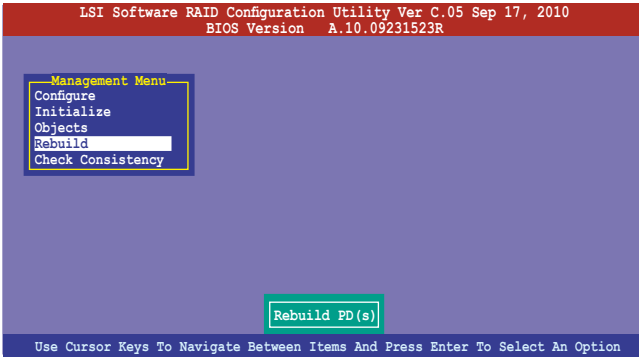 LSI Software RAID Configuration Utility Ver C.05 Sep 17, 2010
BIOS Version A.10.09231523R
Management Menu
Configure
Initialize
Objects
Rebuild
Check Consistency
Rebuild PD(s)
Use Cursor Keys To Navigate Between Items And Press Enter To Select An Option